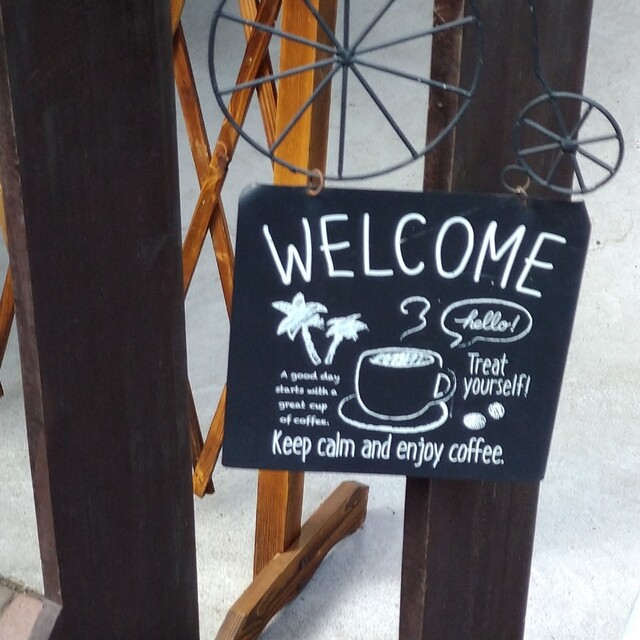 WELCOME
hello!
Treat
yourself!
A good day
starts with a
great cup
of coffee.
Keep calm and enjoy coffee.